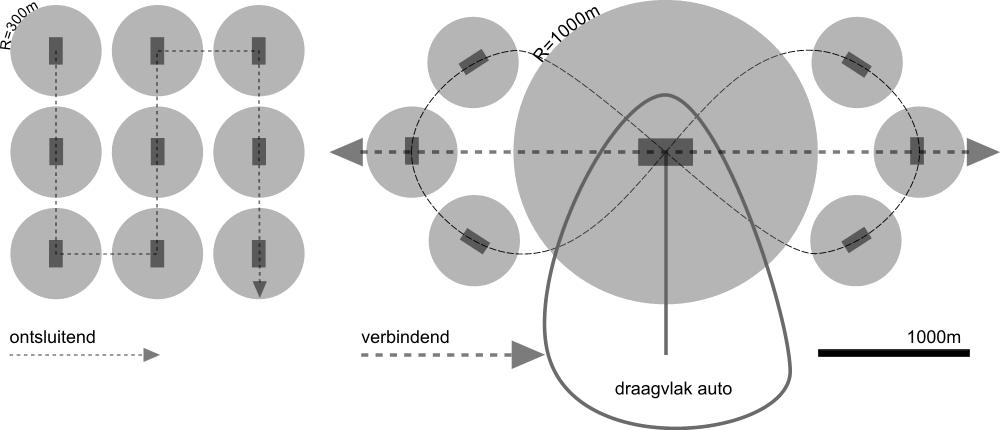 R=300m
R=1000m
ontsluitend
verbindend
1000m
draagvlak auto